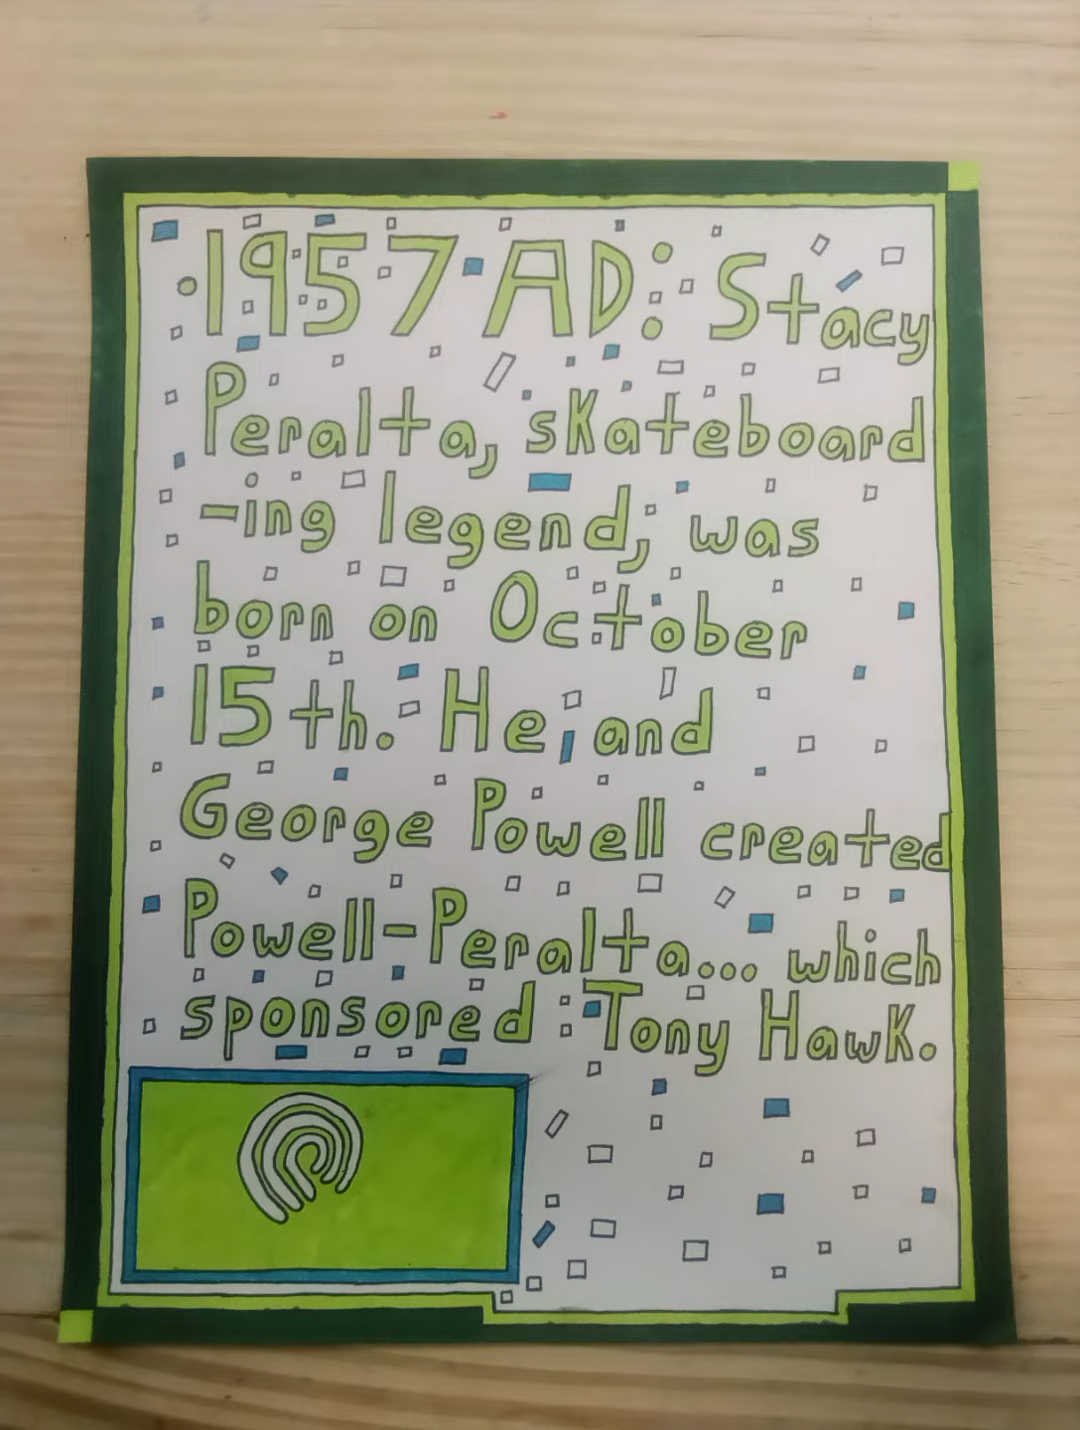 •1957 AD: Stacy
Peralta, skateboard
-ing legend, was
born on October
15th. He and
George Powell created
Powell-Peralta... which
sponsored Tony Hawk.